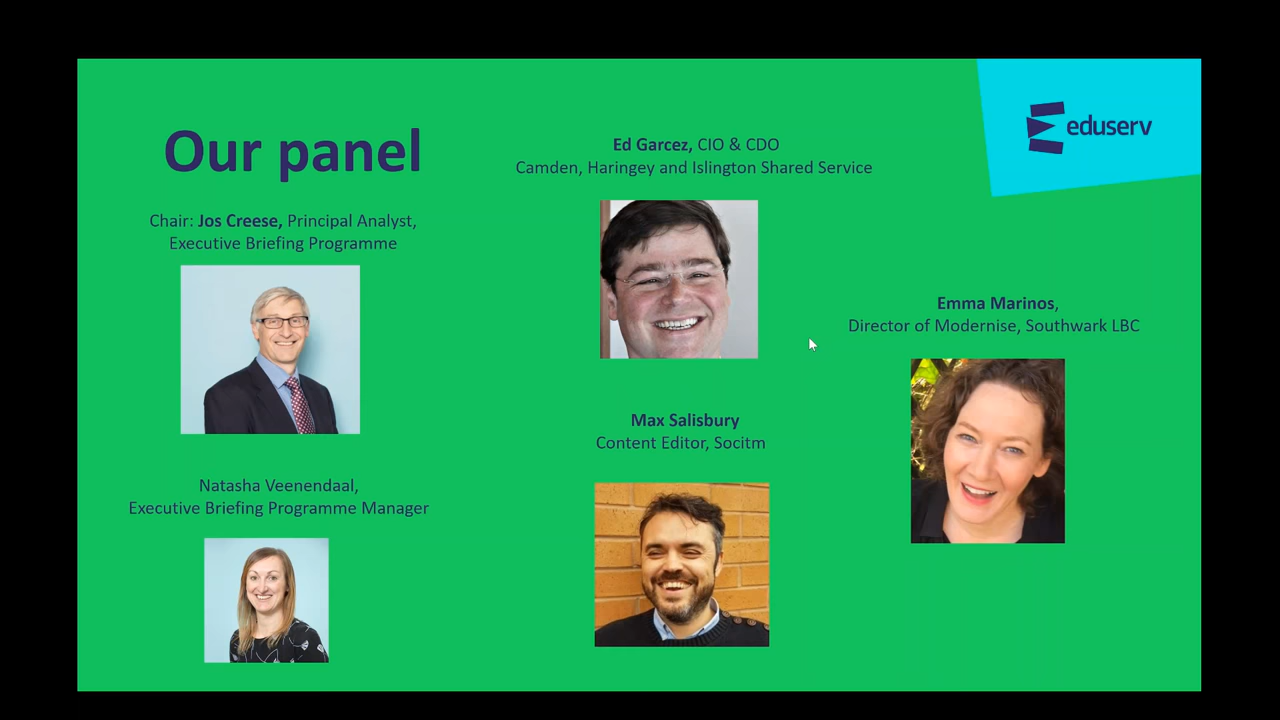 Our panel
Chair: Jos Creese, Principal Analyst,
Executive Briefing Programme
Natasha Veenendaal,
Executive Briefing Programme Manager
Ed Garcez, CIO & CDO
Camden, Haringey and Islington Shared Service
Max Salisbury
Content Editor, Socitm
Emma Marinos,
Director of Modernise, Southwark LBC
eduserv